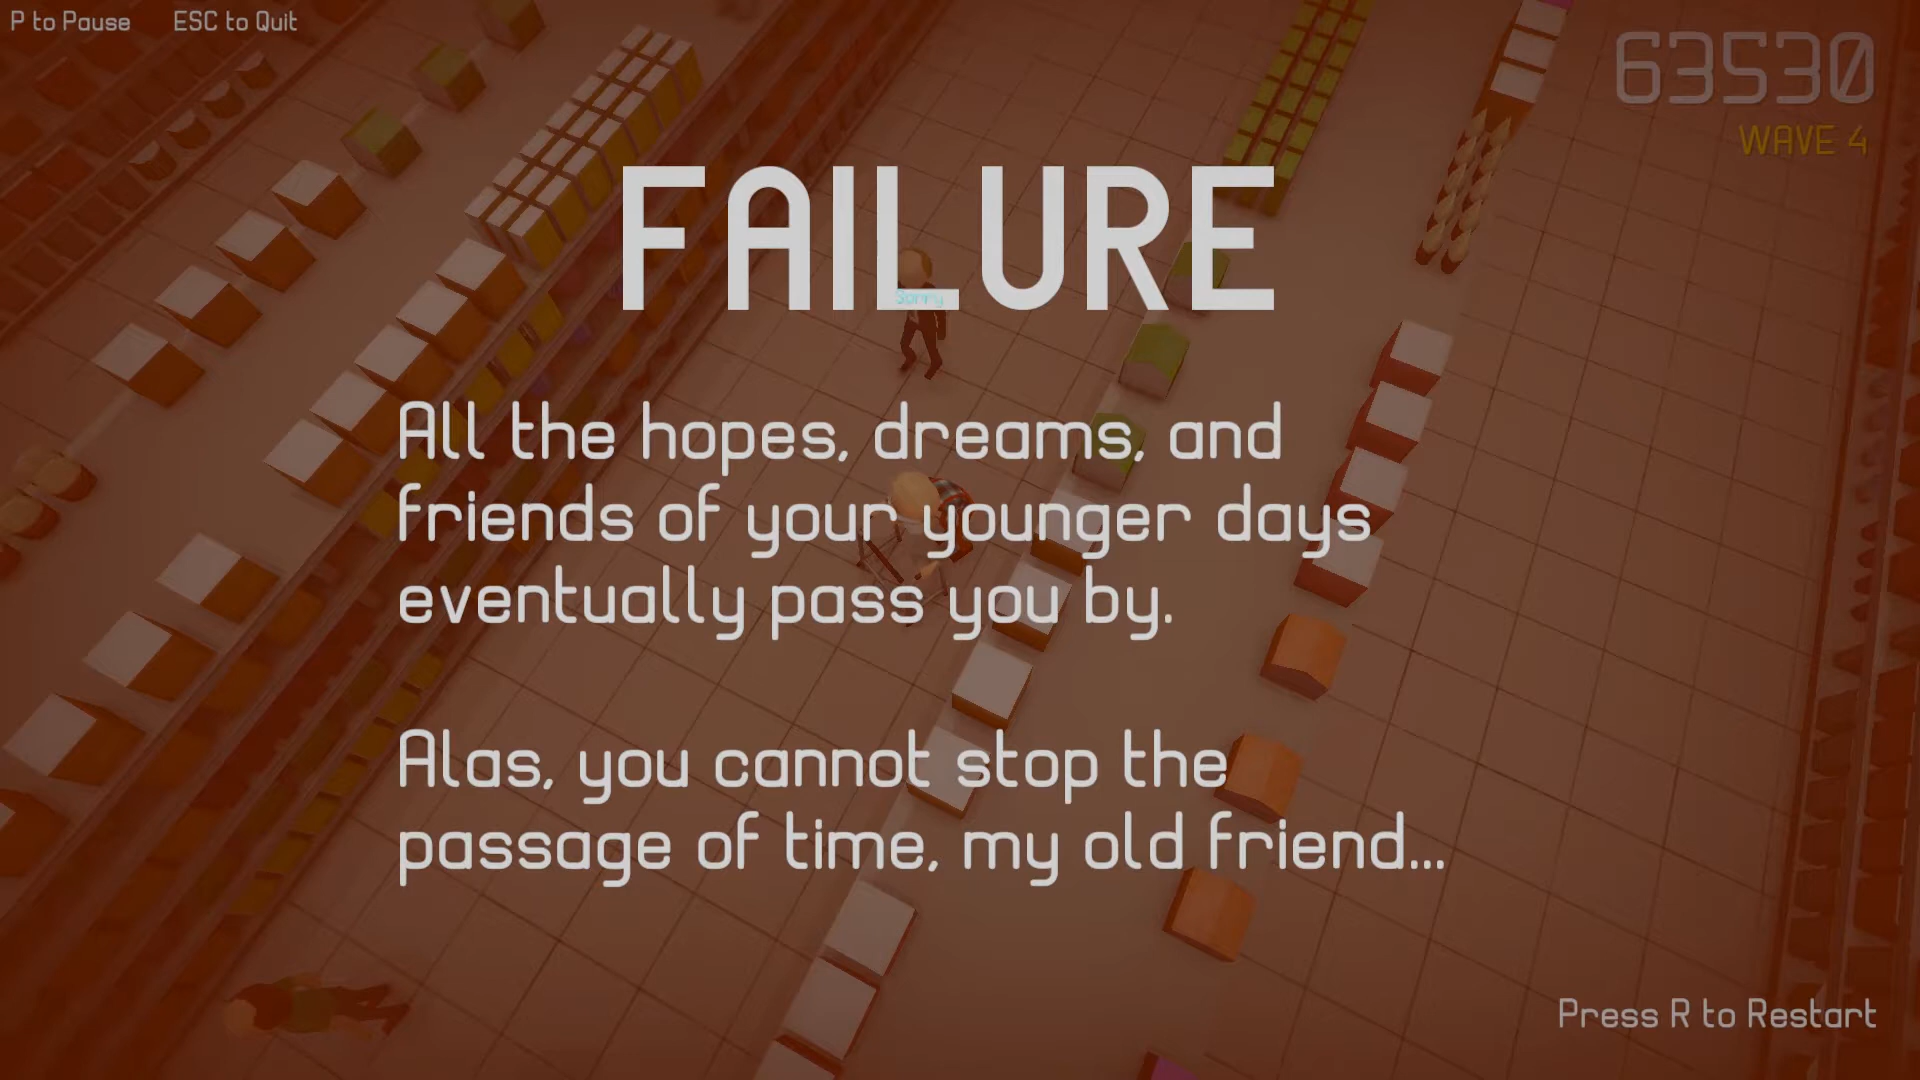 P to Pause ESC to Quit
63530
WAVE 4
FAILURE
Sorry
All the hopes, dreams, and
friends of your younger days
eventually pass you by.
Alas, you cannot stop the
passage of time, my old friend...
Press R to Restart